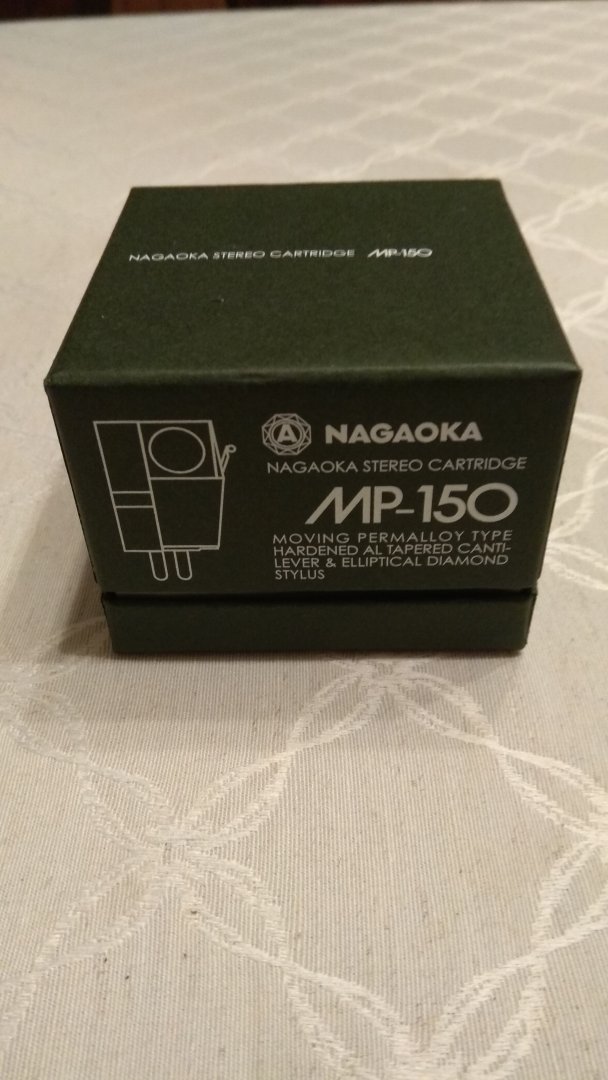 NAGAOKA STEREO CARTRIDGE MP-150
A NAGAOKA
NAGAOKA STEREO CARTRIDGE
MP-150
MOVING PERMALLOY TYPE
HARDENED AL TAPERED CANTI-
LEVER & ELLIPTICAL DIAMOND
STYLUS